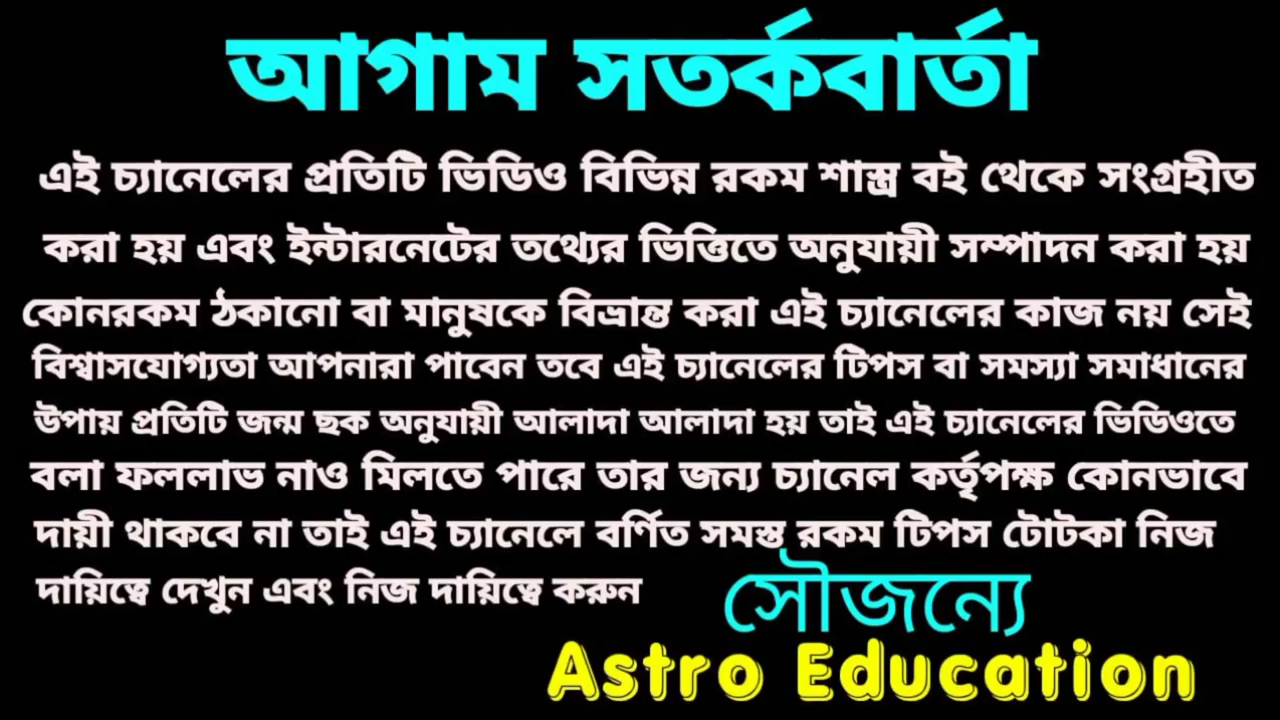 আগাম সতর্কবার্তা
এই চ্যানেলের প্রতিটি ভিডিও বিভিন্ন রকম শাস্ত্র বই থেকে সংগ্রহীত
করা হয় এবং ইন্টারনেটের তথ্যের ভিত্তিতে অনুযায়ী সম্পাদন করা হয়
কোনরকম ঠকানো বা মানুষকে বিভ্রান্ত করা এই চ্যানেলের কাজ নয় সেই
বিশ্বাসযোগ্যতা আপনারা পাবেন তবে এই চ্যানেলের টিপস বা সমস্যা সমাধানের
উপায় প্রতিটি জন্ম ছক অনুযায়ী আলাদা আলাদা হয় তাই এই চ্যানেলের ভিডিওতে
বলা ফললাভ নাও মিলতে পারে তার জন্য চ্যানেল কর্তৃপক্ষ কোনভাবে
দায়ী থাকবে না তাই এই চ্যানেলে বর্ণিত সমস্ত রকম টিপস টোটকা নিজ
দায়িত্বে দেখুন এবং নিজ দায়িত্বে করুন
সৌজন্যে
Astro Education